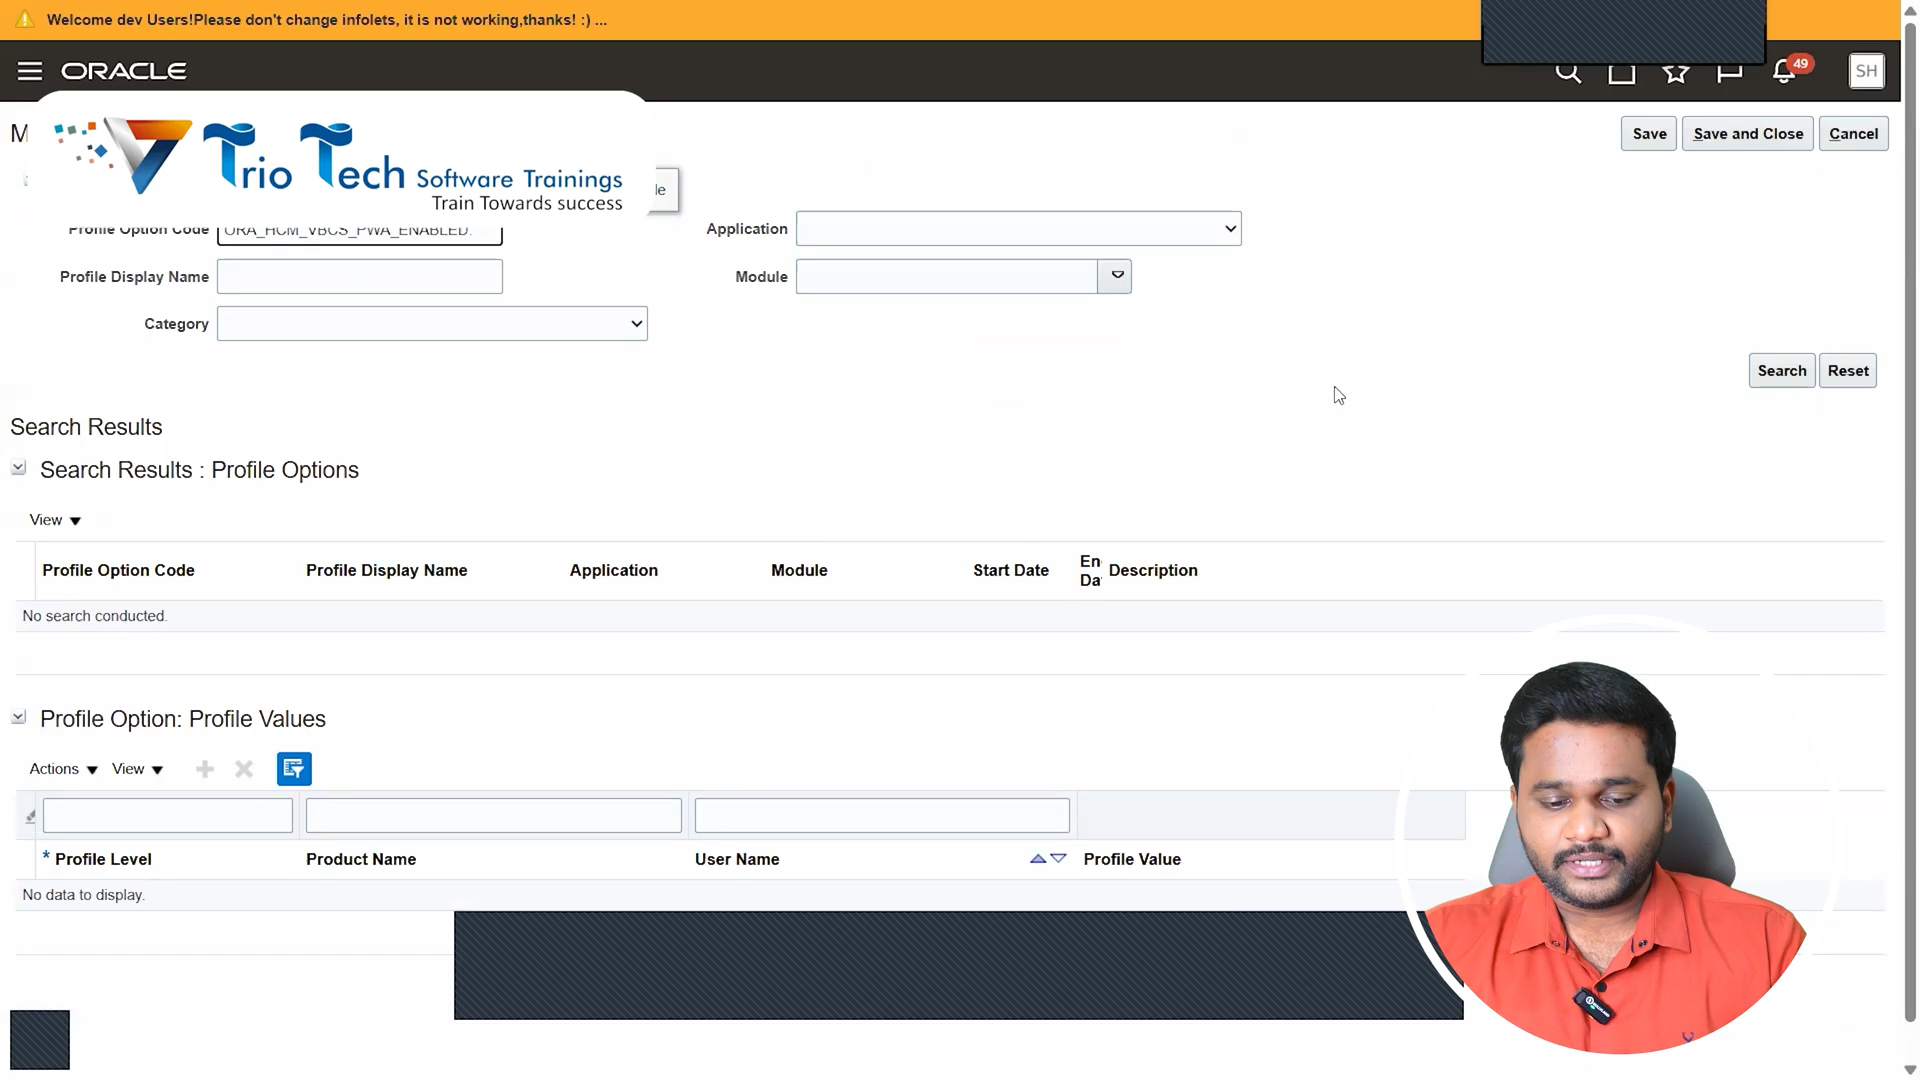 Welcome dev Users!Please don't change infolets, it is not working,thanks! :) ...
ORACLE
49
SH
M
Trio Tech Software Trainings
Train Towards success
Save
Save and Close
Cancel
le
Profile Option Code
ORA_HCM_VBCS_PWA_ENABLED.
Application
Profile Display Name
Module
Category
Search
Reset
Search Results
Search Results : Profile Options
View
Profile Option Code
Profile Display Name
Application
Module
Start Date
En
Da
Description
No search conducted.
Profile Option: Profile Values
Actions
View
* Profile Level
Product Name
User Name
Profile Value
No data to display.